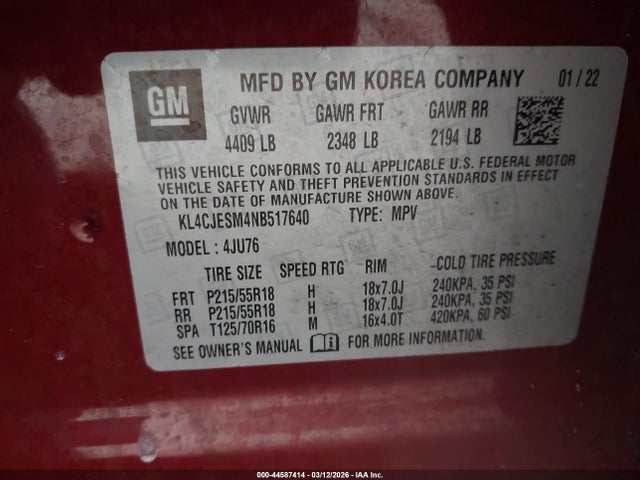 GM
MFD BY GM KOREA COMPANY 01/22
GVWR GAWR FRT GAWR RR
4409 LB 2348 LB 2194 LB
THIS VEHICLE CONFORMS TO ALL APPLICABLE U.S. FEDERAL MOTOR
VEHICLE SAFETY AND THEFT PREVENTION STANDARDS IN EFFECT
ON THE DATE OF MANUFACTURE SHOWN ABOVE.
KL4CJESM4NB517640 TYPE: MPV
MODEL: 4JU76
TIRE SIZE SPEED RTG RIM COLD TIRE PRESSURE
FRT P215/55R18 H 18x7.0J 240KPA, 35 PSI
RR P215/55R18 H 18x7.0J 240KPA, 35 PSI
SPA T125/70R16 M 16x4.0T 420KPA, 60 PSI
SEE OWNER'S MANUAL FOR MORE INFORMATION.
000-44587414 - 03/12/2026 - IAA Inc.